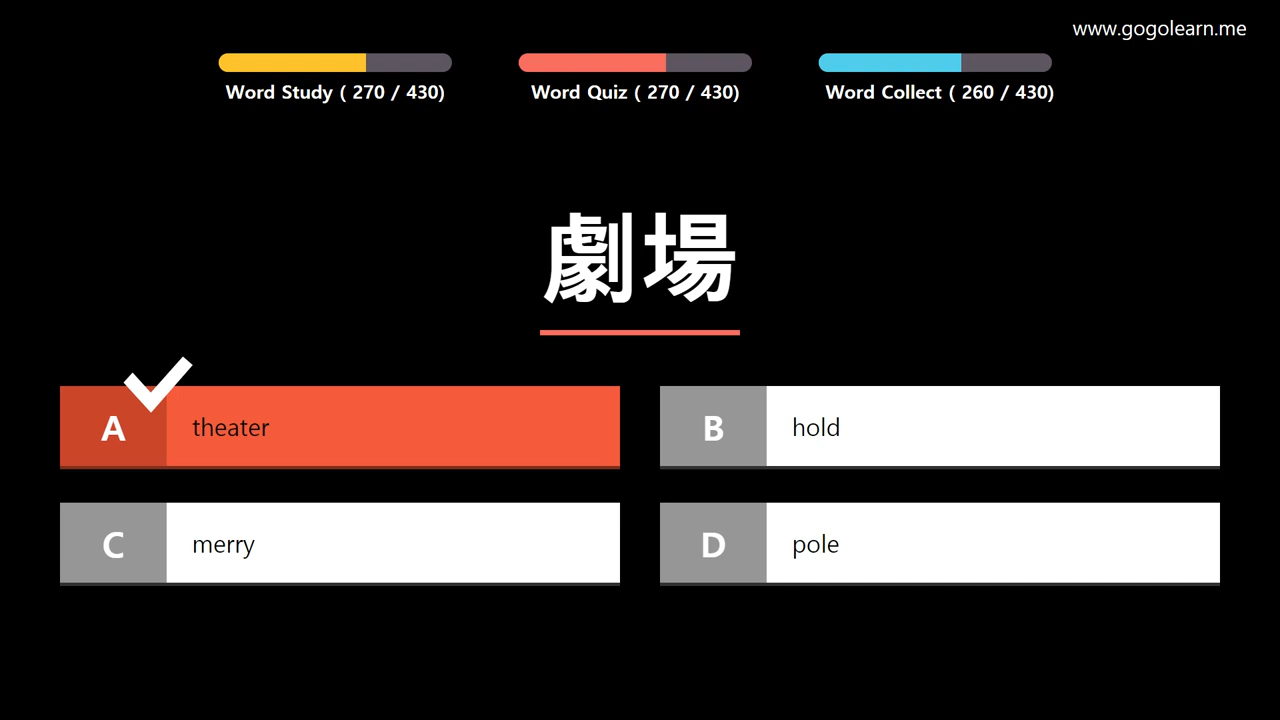 www.gogolearn.me
Word Study ( 270 / 430)
Word Quiz ( 270 / 430)
Word Collect ( 260 / 430)
劇場
A theater
B hold
C merry
D pole